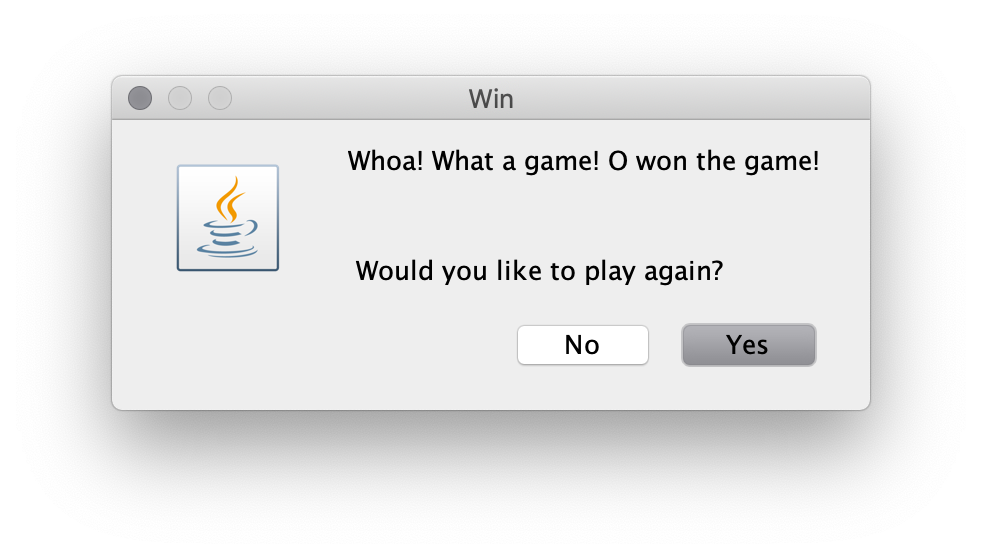 Win
Whoa! What a game! O won the game!
Would you like to play again?
No
Yes